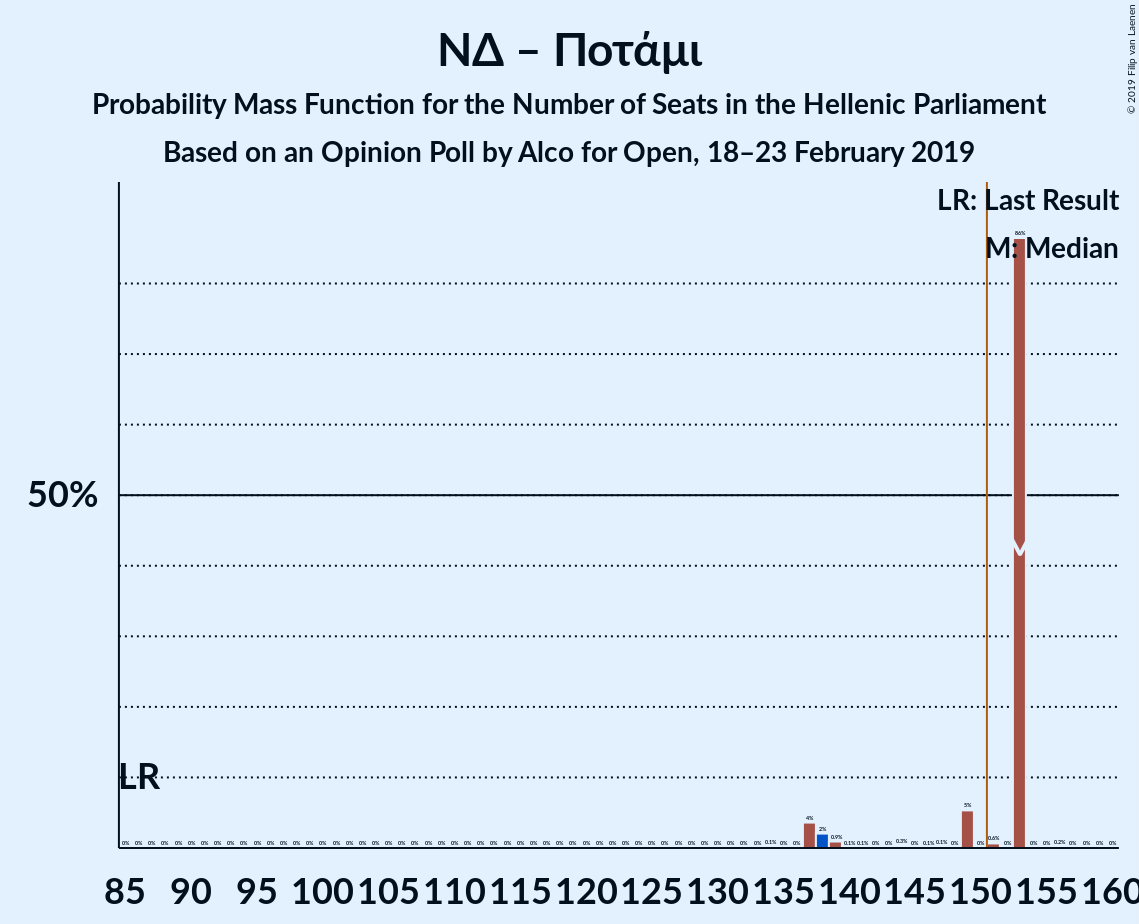 ΝΔ – Ποτάμι
Probability Mass Function for the Number of Seats in the Hellenic Parliament
Based on an Opinion Poll by Alco for Open, 18–23 February 2019
© 2019 Filip van Laenen
LR: Last Result
M: Median
86%
50%
M
LR
5%
4%
2%
0.9%
0.6%
85 90 95 100 105 110 115 120 125 130 135 140 145 150 155 160